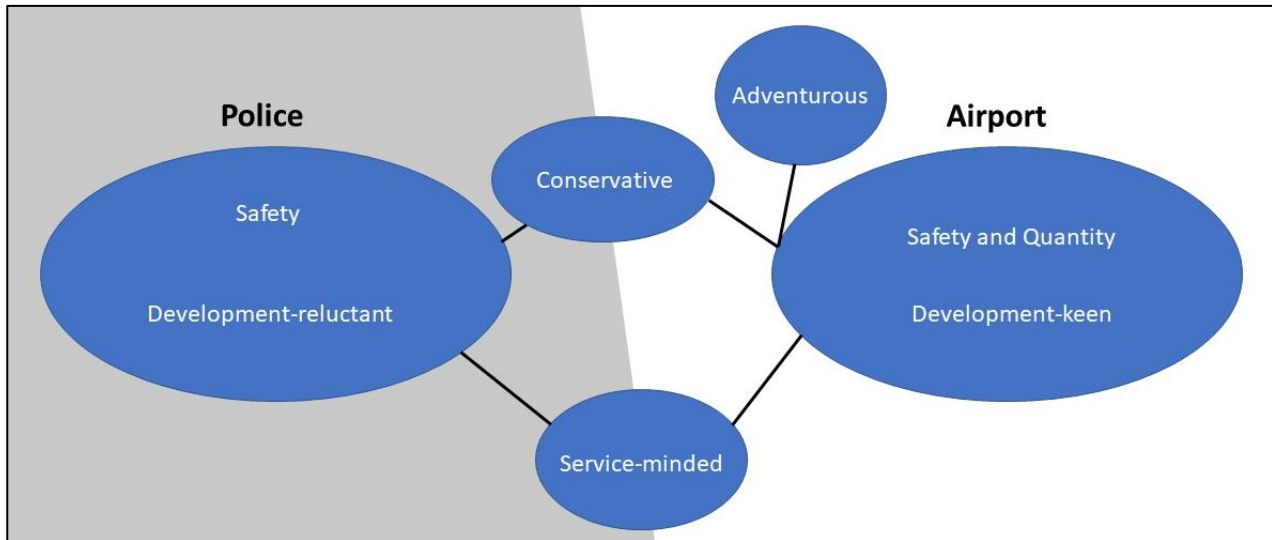 Police
Safety
Development-reluctant
Conservative
Adventurous
Service-minded
Airport
Safety and Quantity
Development-keen